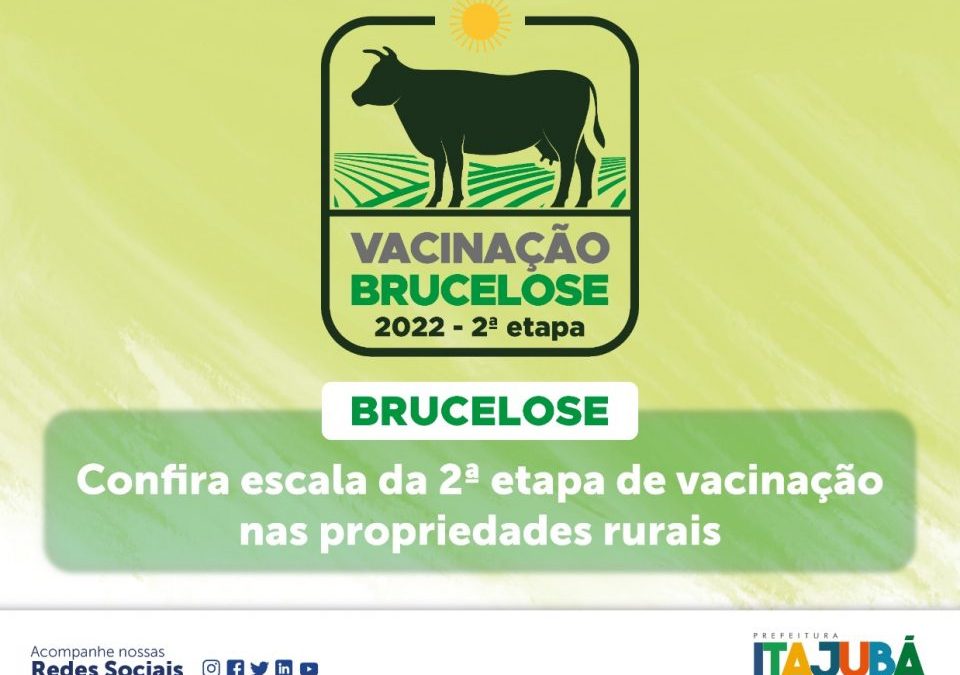 VACINAÇÃO
BRUCELOSE
2022 - 2ª etapa
BRUCELOSE
Confira escala da 2ª etapa de vacinação
nas propriedades rurais
Acompanhe nossas
Redes Sociais
PREFEITURA
ITAJUBÁ